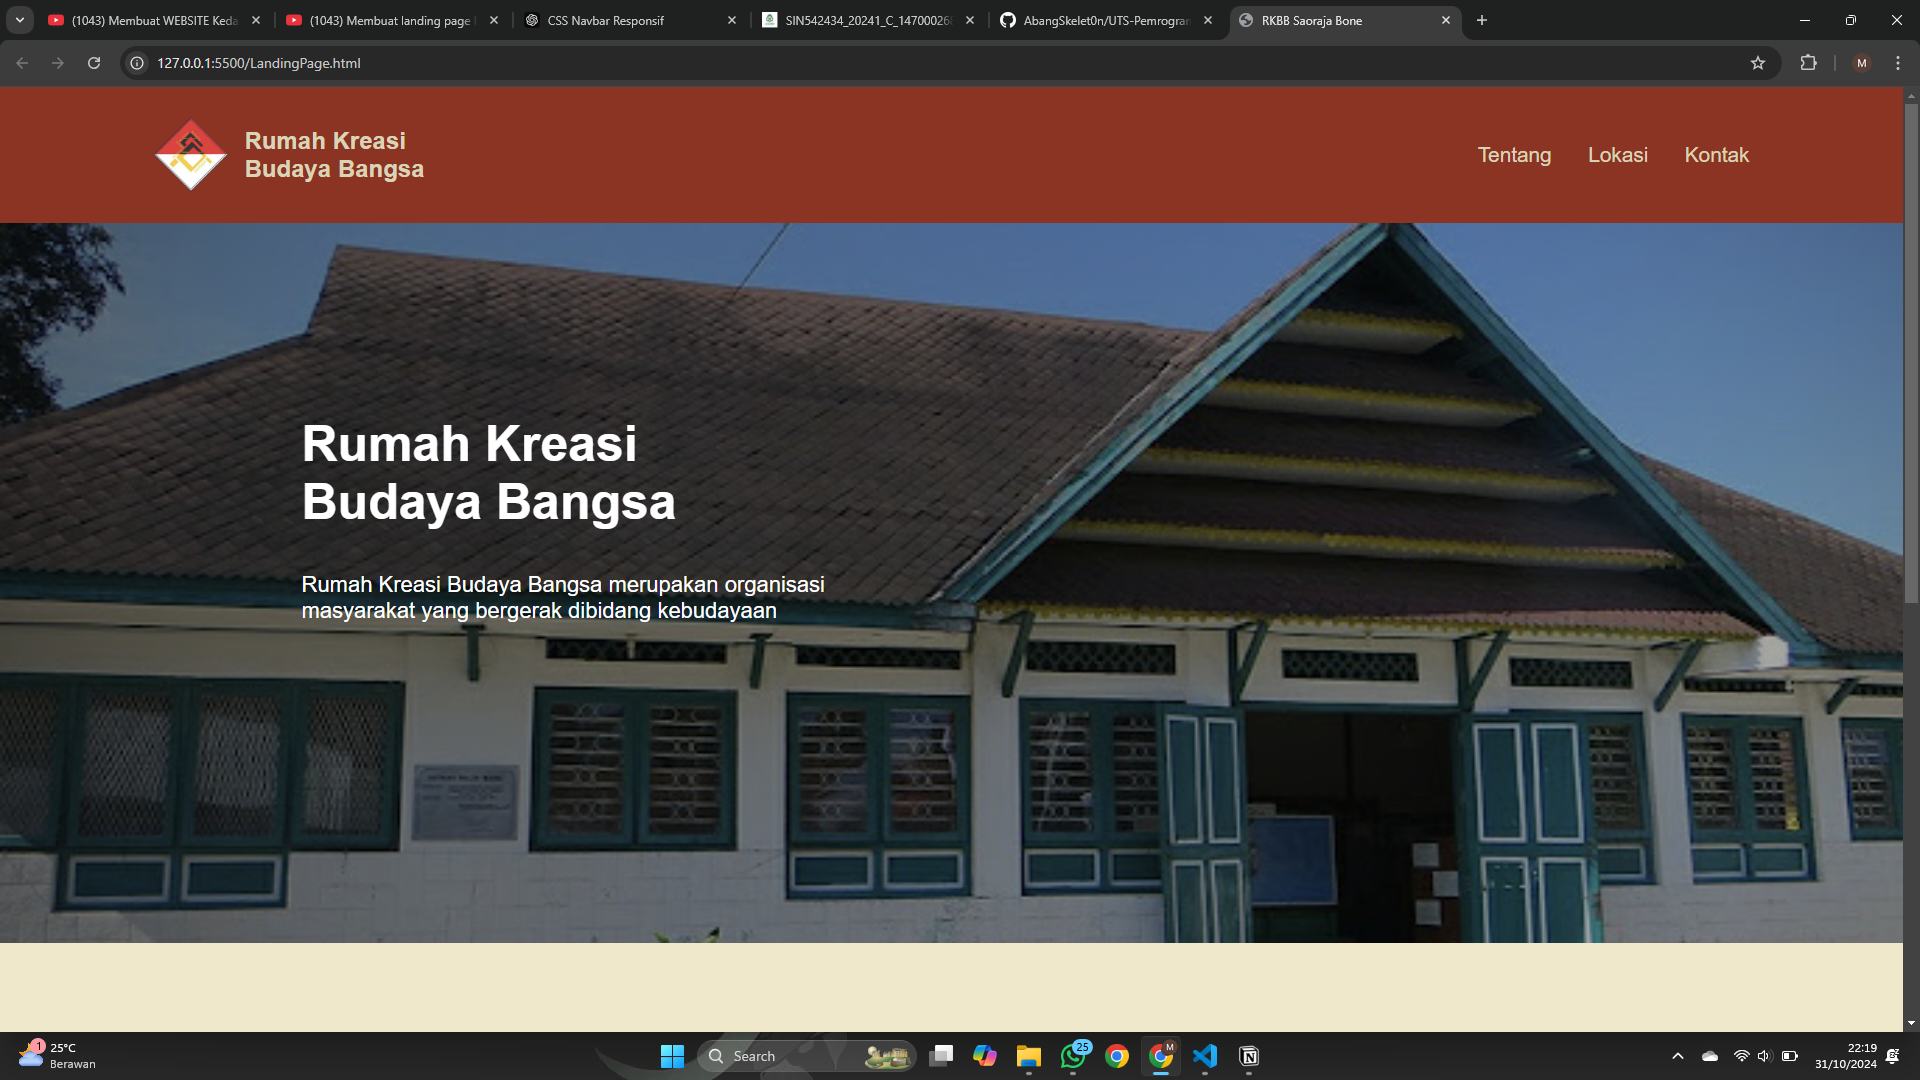 (1043) Membuat WEBSITE Keda
(1043) Membuat landing page
CSS Navbar Responsif
SIN542434_20241_C_14700026
AbangSkelet0n/UTS-Pemrogran
RKBB Saoraja Bone
127.0.0.1:5500/LandingPage.html
M
Rumah Kreasi
Budaya Bangsa
Tentang
Lokasi
Kontak
Rumah Kreasi
Budaya Bangsa
Rumah Kreasi Budaya Bangsa merupakan organisasi
masyarakat yang bergerak dibidang kebudayaan
1
25°C
Berawan
Search
25
M
22:19
31/10/2024